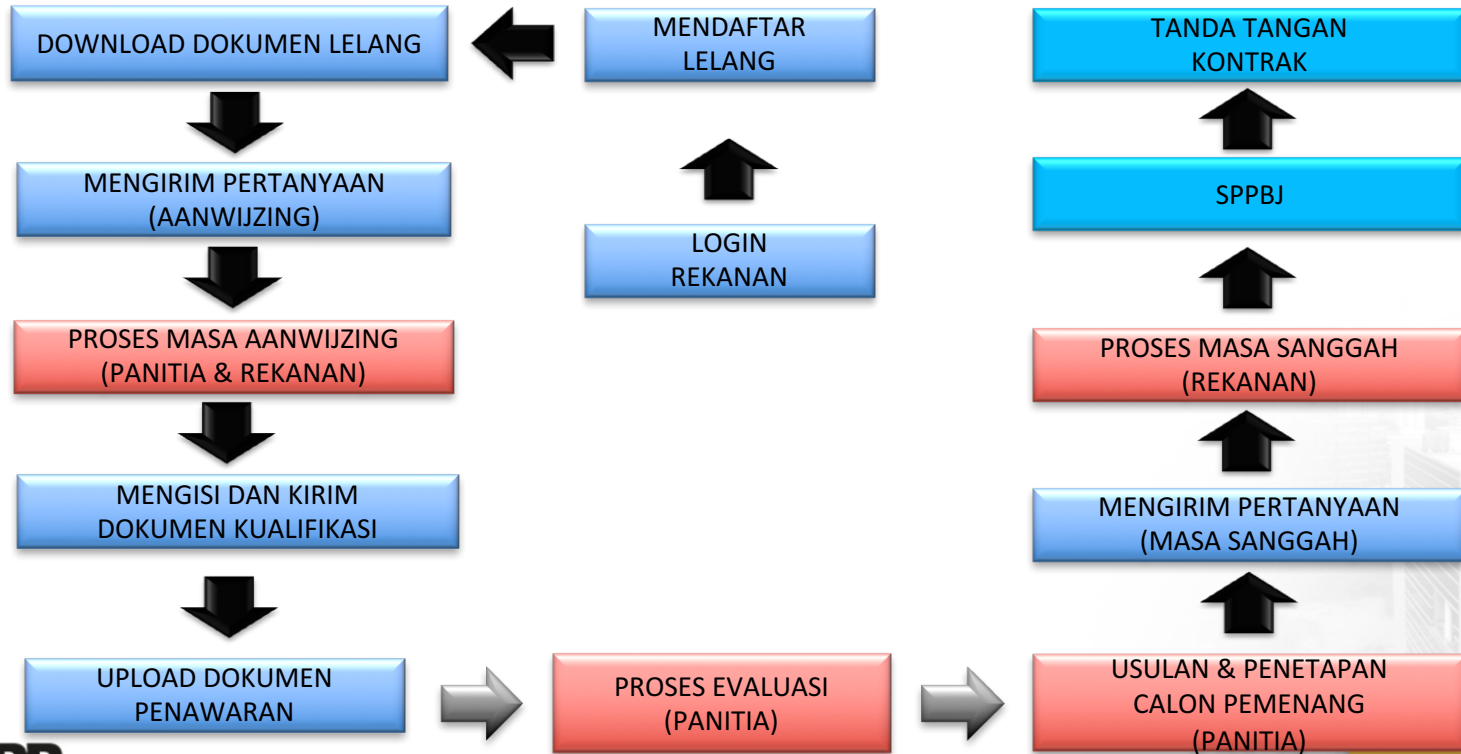 DOWNLOAD DOKUMEN LELANG
MENDAFTAR
LELANG
TANDA TANGAN
KONTRAK
MENGIRIM PERTANYAAN
(AANWIJZING)
LOGIN
REKANAN
SPPBJ
PROSES MASA AANWIJZING
(PANITIA & REKANAN)
PROSES MASA SANGGAH
(REKANAN)
MENGISI DAN KIRIM
DOKUMEN KUALIFIKASI
MENGIRIM PERTANYAAN
(MASA SANGGAH)
UPLOAD DOKUMEN
PENAWARAN
PROSES EVALUASI
(PANITIA)
USULAN & PENETAPAN
CALON PEMENANG
(PANITIA)